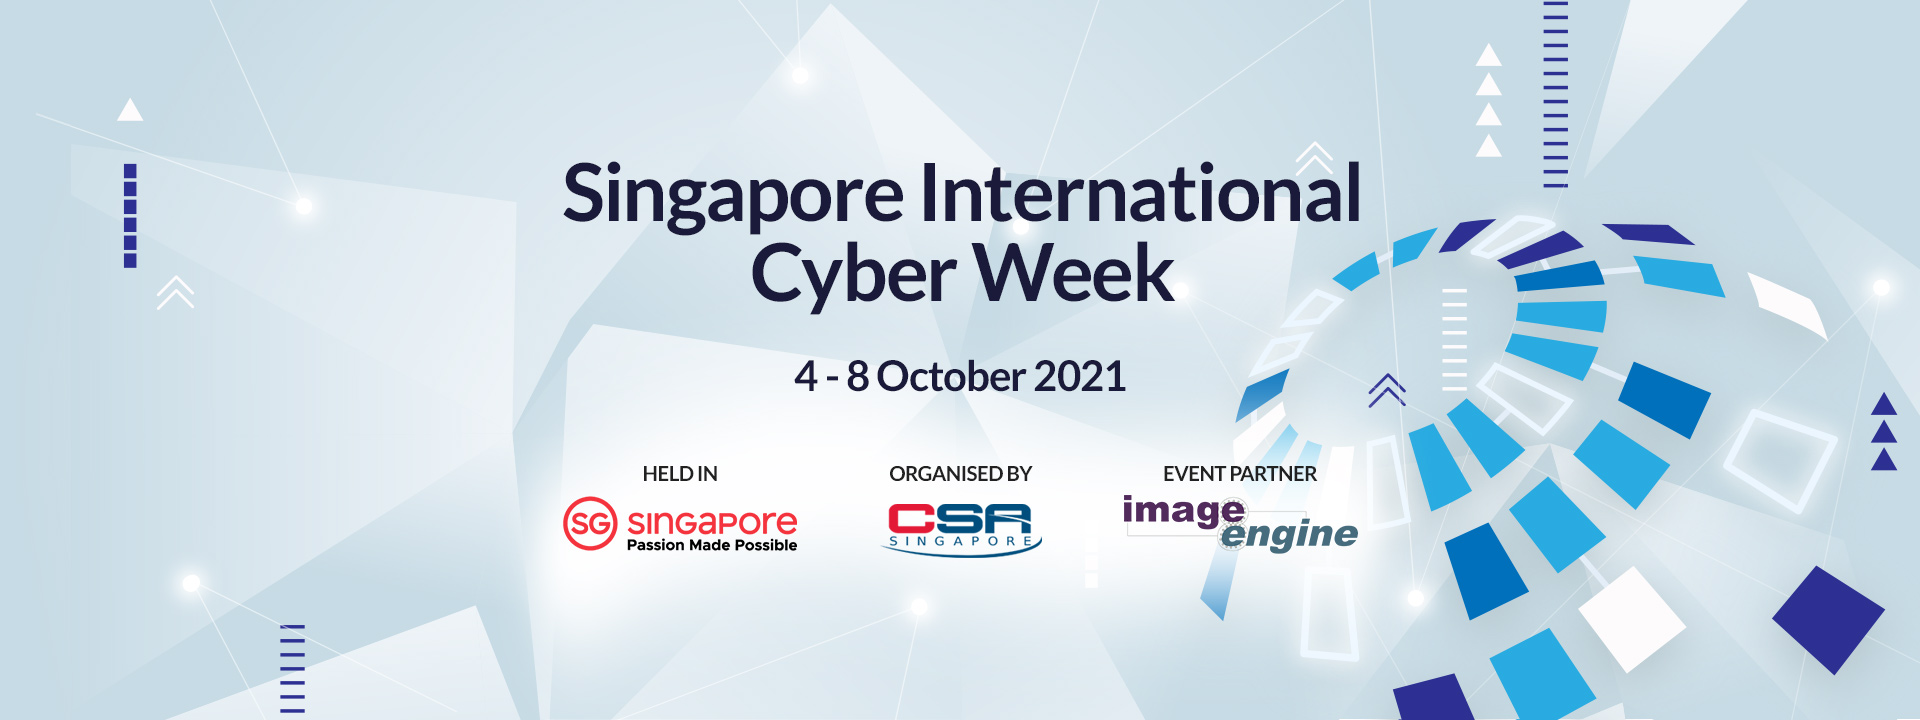 Singapore International
Cyber Week
4 - 8 October 2021
HELD IN
SG singapore
Passion Made Possible
ORGANISED BY
CSA
SINGAPORE
EVENT PARTNER
image
engine